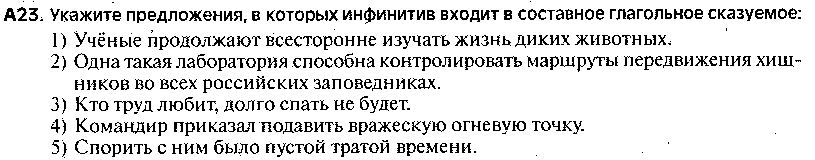 А23. Укажите предложения, в которых инфинитив входит в составное глагольное сказуемое:
1) Учёные продолжают всесторонне изучать жизнь диких животных.
2) Одна такая лаборатория способна контролировать маршруты передвижения хищ-
ников во всех российских заповедниках.
3) Кто труд любит, долго спать не будет.
4) Командир приказал подавить вражескую огневую точку.
5) Спорить с ним было пустой тратой времени.